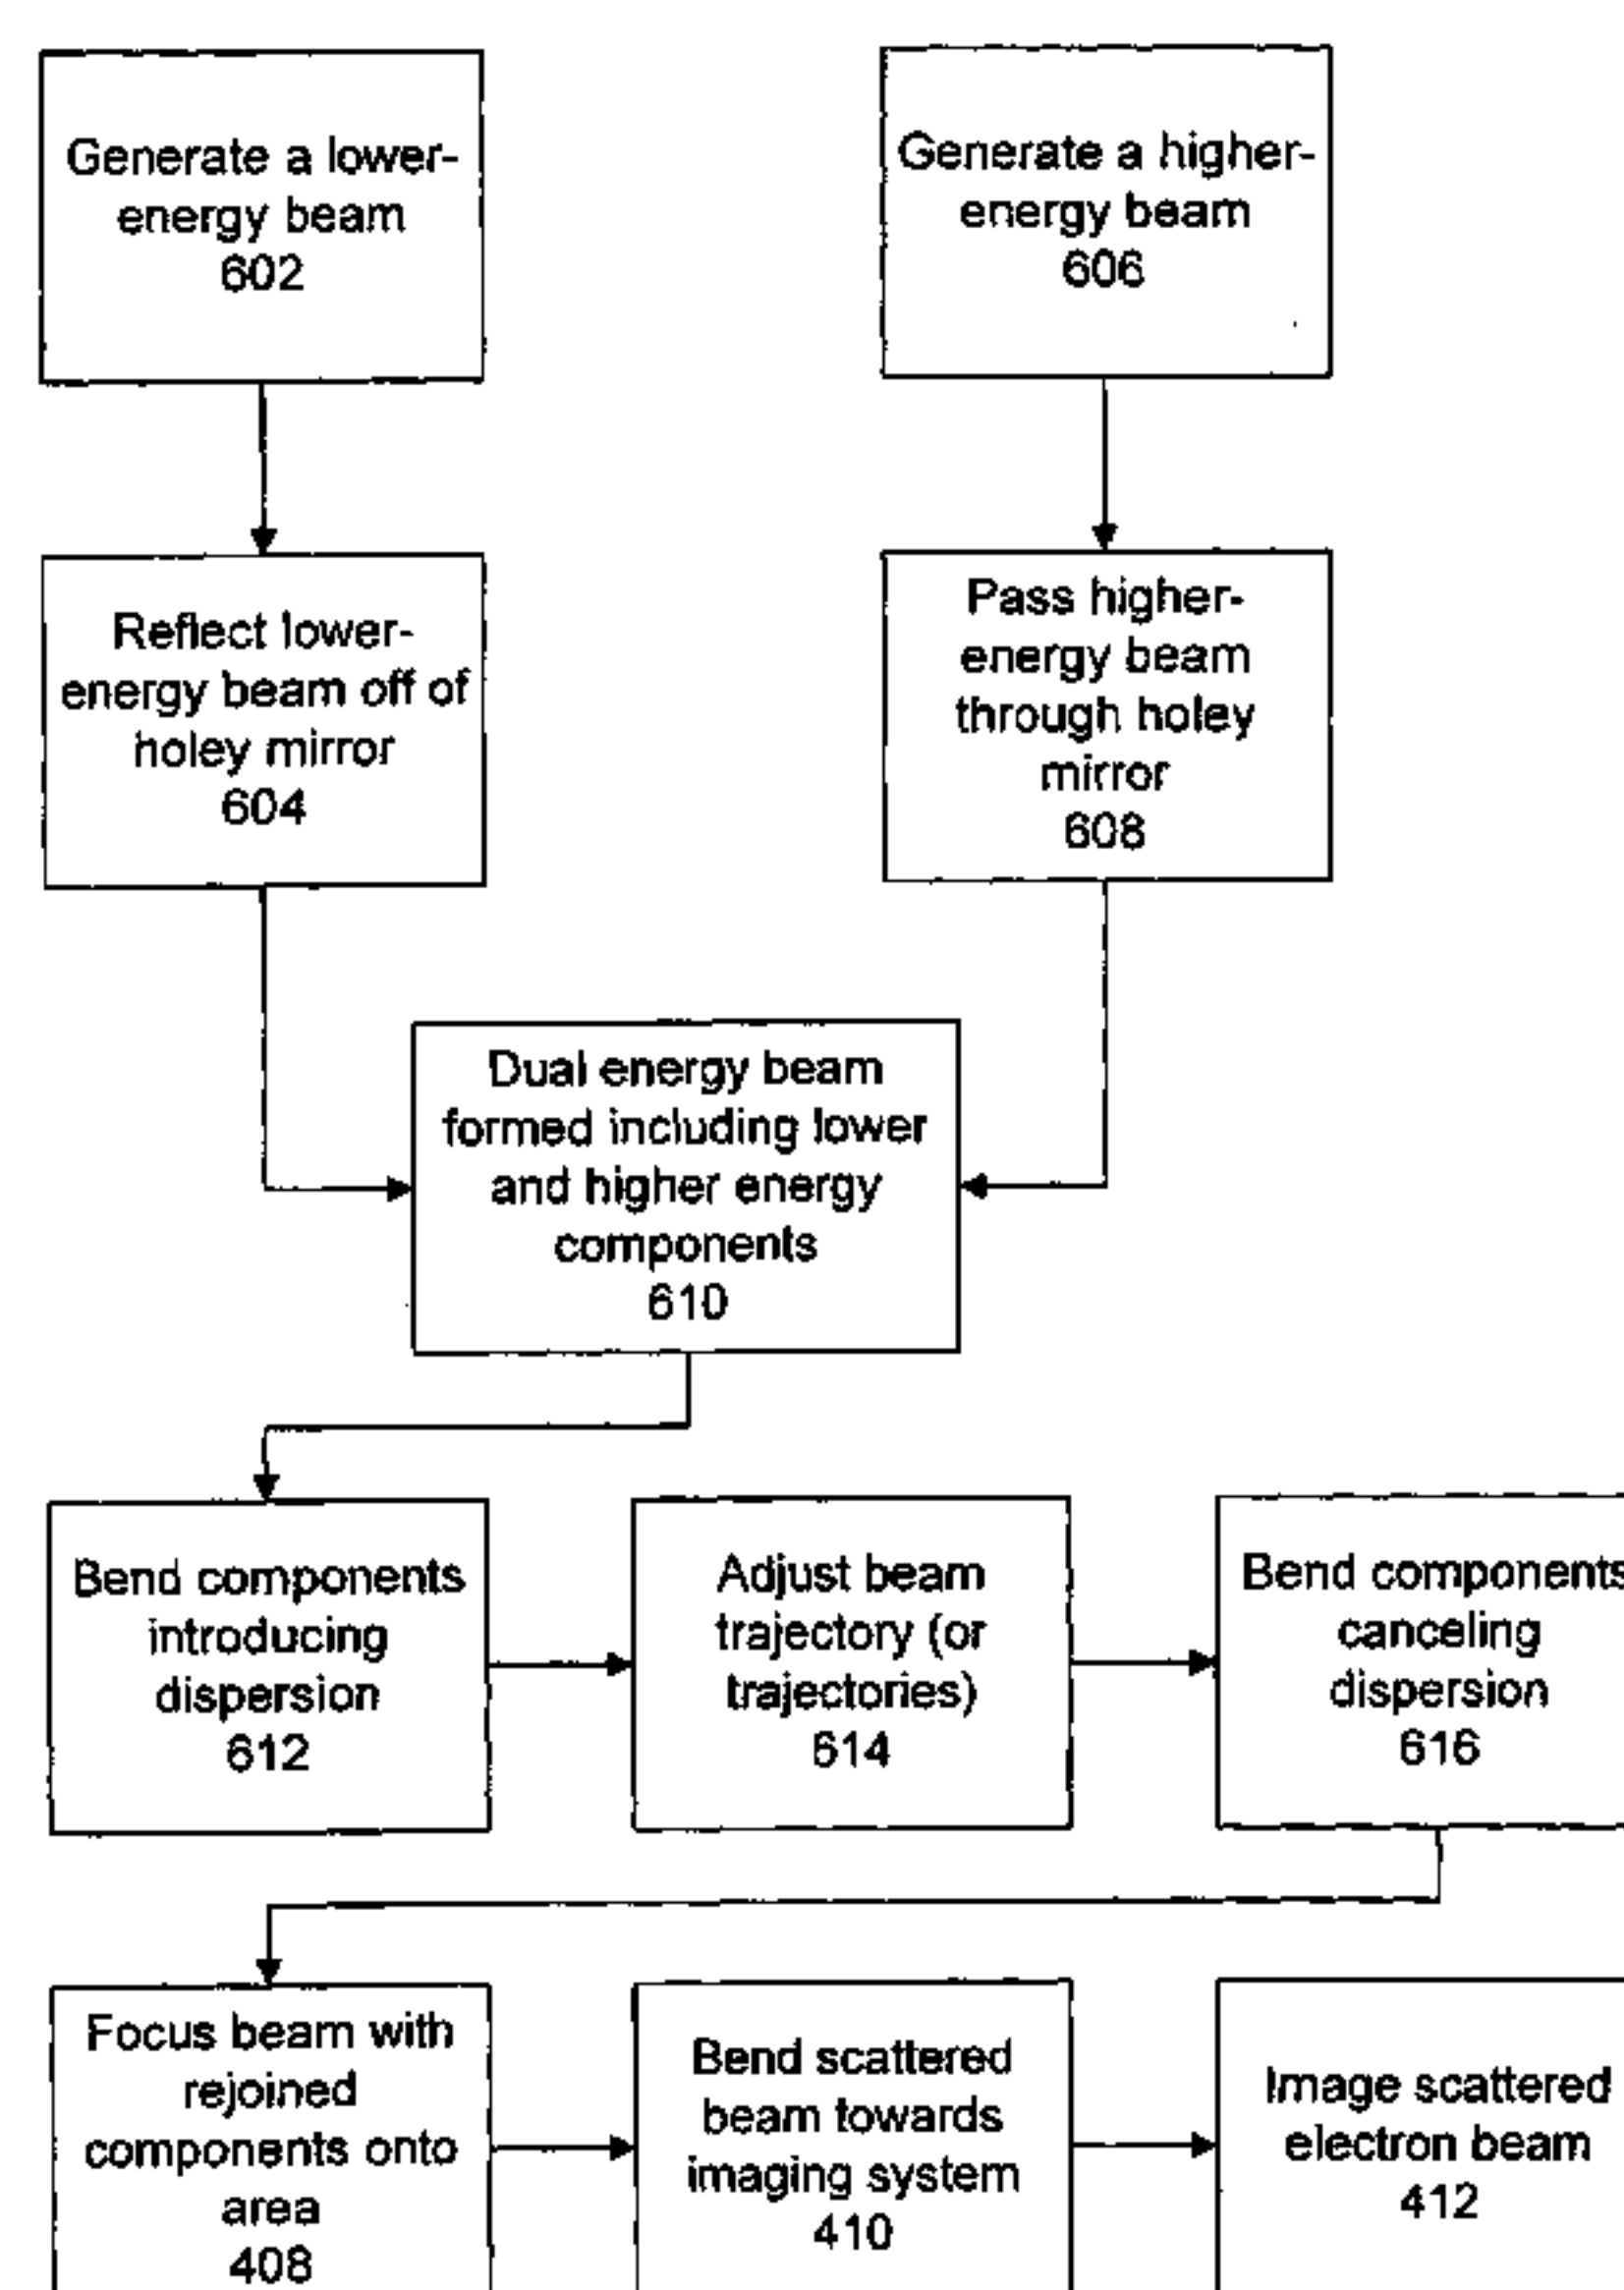 Generate a lower-
energy beam
602
Generate a higher-
energy beam
606
Reflect lower-
energy beam off of
holey mirror
604
Pass higher-
energy beam
through holey
mirror
608
Dual energy beam
formed including lower
and higher energy
components
610
Bend components
introducing
dispersion
612
Adjust beam
trajectory (or
trajectories)
614
Bend components
canceling
dispersion
616
Focus beam with
rejoined
components onto
area
408
Bend scattered
beam towards
imaging system
410
Image scattered
electron beam
412